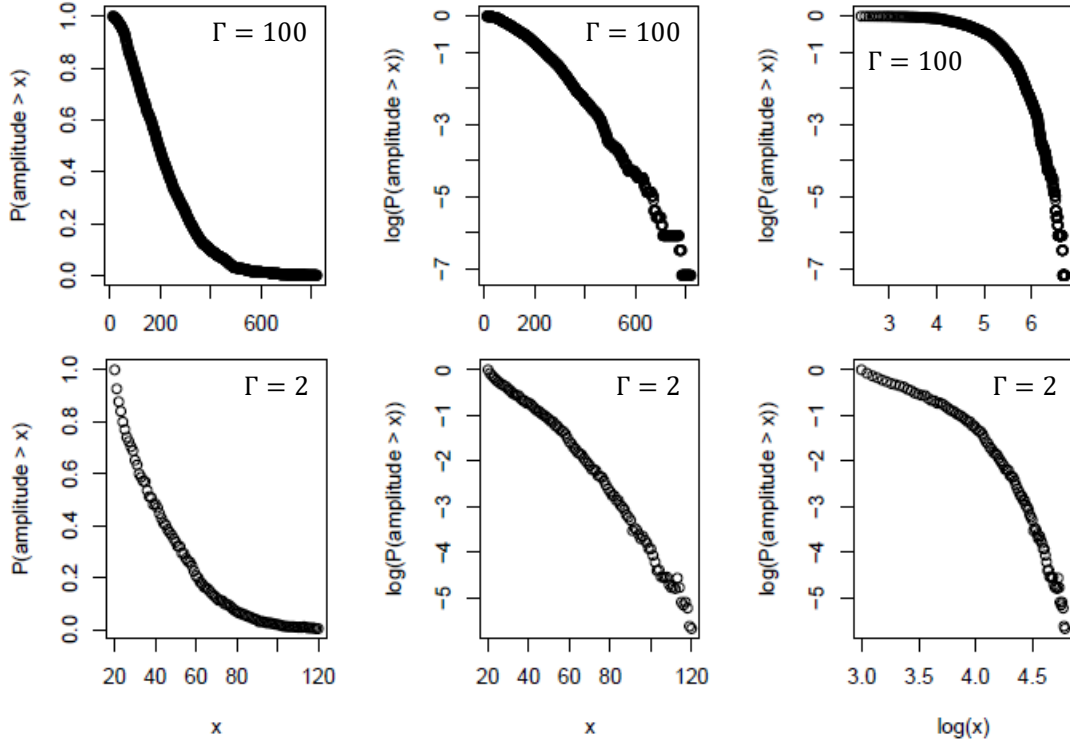 P(amplitude > x)
0.0 0.2 0.4 0.6 0.8 1.0
Γ = 100
0 200 600
log(P(amplitude > x))
−7 −5 −3 −1 0
Γ = 100
0 200 600
log(P(amplitude > x))
−7 −5 −3 −1 0
Γ = 100
3 4 5 6
P(amplitude > x)
0.0 0.2 0.4 0.6 0.8 1.0
Γ = 2
20 40 60 80 120
x
log(P(amplitude > x))
−5 −4 −3 −2 −1 0
Γ = 2
20 40 60 80 120
x
log(P(amplitude > x))
−5 −4 −3 −2 −1 0
Γ = 2
3.0 3.5 4.0 4.5
log(x)